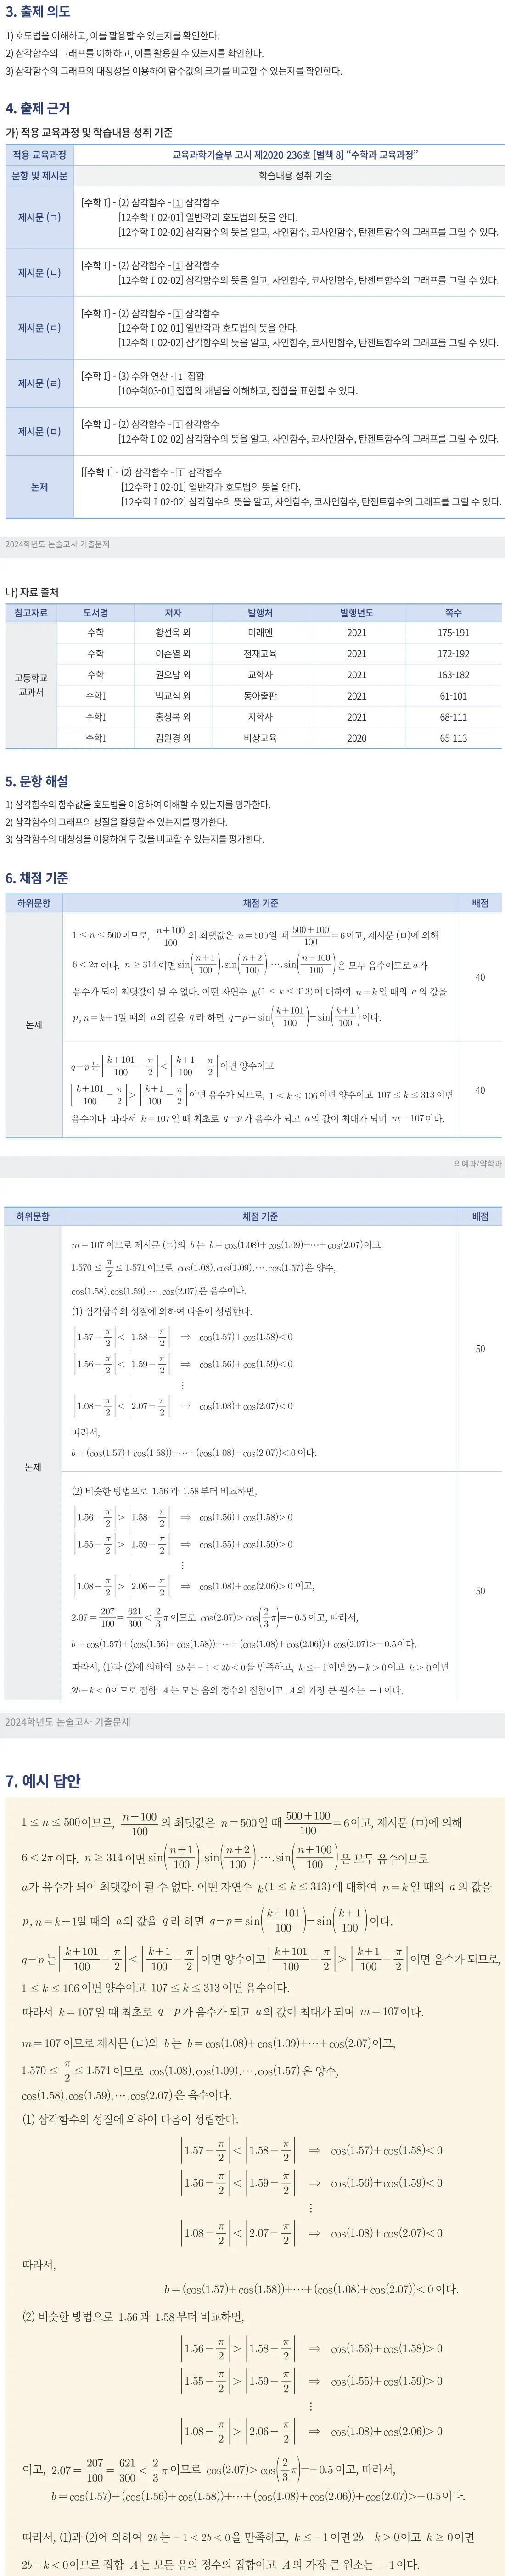 3. 출제 의도
1) 호도법을 이해하고, 이를 활용할 수 있는지를 확인한다.
2) 삼각함수의 그래프를 이해하고, 이를 활용할 수 있는지를 확인한다.
3) 삼각함수의 그래프의 대칭성을 이용하여 함수값의 크기를 비교할 수 있는지를 확인한다.
4. 출제 근거
가) 적용 교육과정 및 학습내용 성취 기준
적용 교육과정 교육과학기술부 고시 제2020-236호 [별책 8] “수학과 교육과정”
문항 및 제시문 학습내용 성취 기준
제시문 (ㄱ) [수학 Ⅰ] - (2) 삼각함수 - 1 삼각함수
[12수학Ⅰ02-01] 일반각과 호도법의 뜻을 안다.
[12수학Ⅰ02-02] 삼각함수의 뜻을 알고, 사인함수, 코사인함수, 탄젠트함수의 그래프를 그릴 수 있다.
제시문 (ㄴ) [수학 Ⅰ] - (2) 삼각함수 - 1 삼각함수
[12수학Ⅰ02-02] 삼각함수의 뜻을 알고, 사인함수, 코사인함수, 탄젠트함수의 그래프를 그릴 수 있다.
제시문 (ㄷ) [수학 Ⅰ] - (2) 삼각함수 - 1 삼각함수
[12수학Ⅰ02-01] 일반각과 호도법의 뜻을 안다.
[12수학Ⅰ02-02] 삼각함수의 뜻을 알고, 사인함수, 코사인함수, 탄젠트함수의 그래프를 그릴 수 있다.
제시문 (ㄹ) [수학 Ⅰ] - (3) 수와 연산 - 1 집합
[10수학03-01] 집합의 개념을 이해하고, 집합을 표현할 수 있다.
제시문 (ㅁ) [수학 Ⅰ] - (2) 삼각함수 - 1 삼각함수
[12수학Ⅰ02-02] 삼각함수의 뜻을 알고, 사인함수, 코사인함수, 탄젠트함수의 그래프를 그릴 수 있다.
논제 [[수학 Ⅰ] - (2) 삼각함수 - 1 삼각함수
[12수학Ⅰ02-01] 일반각과 호도법의 뜻을 안다.
[12수학Ⅰ02-02] 삼각함수의 뜻을 알고, 사인함수, 코사인함수, 탄젠트함수의 그래프를 그릴 수 있다.
2024학년도 논술고사 기출문제
나) 자료 출처
참고자료 도서명 저자 발행처 발행년도 쪽수
고등학교 교과서 수학 황선욱 외 미래엔 2021 175-191
수학 이준열 외 천재교육 2021 172-192
수학 권오남 외 교학사 2021 163-182
수학Ⅰ 박교식 외 동아출판 2021 61-101
수학Ⅰ 홍성복 외 지학사 2021 68-111
수학Ⅰ 김원경 외 비상교육 2020 65-113
5. 문항 해설
1) 삼각함수의 함수값을 호도법을 이용하여 이해할 수 있는지를 평가한다.
2) 삼각함수의 그래프의 성질을 활용할 수 있는지를 평가한다.
3) 삼각함수의 대칭성을 이용하여 두 값을 비교할 수 있는지를 평가한다.
6. 채점 기준
하위문항 채점 기준 배점
논제
1 ≤ n ≤ 500이므로, (n+100)/100 의 최댓값은 n=500일 때 (500+100)/100=6이고, 제시문 (ㅁ)에 의해
6 < 2π 이다. n ≥ 314 이면 sin((n+1)/100).sin((n+2)/100).⋯.sin((n+100)/100)은 모두 음수이므로 a가
음수가 되어 최댓값이 될 수 없다. 어떤 자연수 k(1 ≤ k ≤ 313)에 대하여 n=k일 때의 a의 값을
p, n=k+1일 때의 a의 값을 q라 하면 q−p=sin((k+101)/100)−sin((k+1)/100)이다.
40
q−p 는 |(k+101)/100−π/2|<|(k+1)/100−π/2|이면 양수이고
|(k+101)/100−π/2|>|(k+1)/100−π/2|이면 음수가 되므로, 1 ≤ k ≤ 106 이면 양수이고 107 ≤ k ≤ 313 이면
음수이다. 따라서 k=107일 때 최초로 q−p가 음수가 되고 a의 값이 최대가 되며 m=107이다.
40
의예과/약학과
하위문항 채점 기준 배점
논제
m=107 이므로 제시문 (ㄷ)의 b는 b=cos(1.08)+cos(1.09)+⋯+cos(2.07)이고,
1.570 ≤ π/2 ≤ 1.571이므로 cos(1.08).cos(1.09).⋯.cos(1.57)은 양수,
cos(1.58).cos(1.59).⋯.cos(2.07)은 음수이다.
(1) 삼각함수의 성질에 의하여 다음이 성립한다.
|1.57−π/2|<|1.58−π/2| ⇒ cos(1.57)+cos(1.58)<0
|1.56−π/2|<|1.59−π/2| ⇒ cos(1.56)+cos(1.59)<0
⋮
|1.08−π/2|<|2.07−π/2| ⇒ cos(1.08)+cos(2.07)<0
따라서,
b=(cos(1.57)+cos(1.58))+⋯+(cos(1.08)+cos(2.07))<0 이다.
50
(2) 비슷한 방법으로 1.56과 1.58부터 비교하면,
|1.56−π/2|>|1.58−π/2| ⇒ cos(1.56)+cos(1.58)>0
|1.55−π/2|>|1.59−π/2| ⇒ cos(1.55)+cos(1.59)>0
⋮
|1.08−π/2|>|2.06−π/2| ⇒ cos(1.08)+cos(2.06)>0 이고,
2.07=207/100=621/300<2/3π 이므로 cos(2.07)>cos(2/3π)=−0.5 이고, 따라서,
b=cos(1.57)+(cos(1.56)+cos(1.58))+⋯+(cos(1.08)+cos(2.06))+cos(2.07)>−0.5이다.
따라서, (1)과 (2)에 의하여 2b는 −1<2b<0을 만족하고, k≤−1이면 2b−k>0이고 k≥0이면
2b−k<0이므로 집합 A는 모든 음의 정수의 집합이고 A의 가장 큰 원소는 −1이다.
50
2024학년도 논술고사 기출문제
7. 예시 답안
1 ≤ n ≤ 500이므로, (n+100)/100 의 최댓값은 n=500일 때 (500+100)/100=6이고, 제시문 (ㅁ)에 의해
6 < 2π 이다. n ≥ 314 이면 sin((n+1)/100).sin((n+2)/100).⋯.sin((n+100)/100)은 모두 음수이므로
a가 음수가 되어 최댓값이 될 수 없다. 어떤 자연수 k(1 ≤ k ≤ 313)에 대하여 n=k일 때의 a의 값을
p, n=k+1일 때의 a의 값을 q라 하면 q−p=sin((k+101)/100)−sin((k+1)/100)이다.
q−p는|(k+101)/100−π/2|<|(k+1)/100−π/2|이면 양수이고|(k+101)/100−π/2|>|(k+1)/100−π/2|이면 음수가 되므로,
1 ≤ k ≤ 106 이면 양수이고 107 ≤ k ≤ 313 이면 음수이다.
따라서 k=107일 때 최초로 q−p가 음수가 되고 a의 값이 최대가 되며 m=107이다.
m=107 이므로 제시문 (ㄷ)의 b는 b=cos(1.08)+cos(1.09)+⋯+cos(2.07)이고,
1.570 ≤ π/2 ≤ 1.571이므로 cos(1.08).cos(1.09).⋯.cos(1.57)은 양수,
cos(1.58).cos(1.59).⋯.cos(2.07)은 음수이다.
(1) 삼각함수의 성질에 의하여 다음이 성립한다.
|1.57−π/2|<|1.58−π/2| ⇒ cos(1.57)+cos(1.58)<0
|1.56−π/2|<|1.59−π/2| ⇒ cos(1.56)+cos(1.59)<0
⋮
|1.08−π/2|<|2.07−π/2| ⇒ cos(1.08)+cos(2.07)<0
따라서,
b=(cos(1.57)+cos(1.58))+⋯+(cos(1.08)+cos(2.07))<0 이다.
(2) 비슷한 방법으로 1.56과 1.58부터 비교하면,
|1.56−π/2|>|1.58−π/2| ⇒ cos(1.56)+cos(1.58)>0
|1.55−π/2|>|1.59−π/2| ⇒ cos(1.55)+cos(1.59)>0
⋮
|1.08−π/2|>|2.06−π/2| ⇒ cos(1.08)+cos(2.06)>0
이고, 2.07=207/100=621/300<2/3π이므로 cos(2.07)>cos(2/3π)=−0.5 이고, 따라서,
b=cos(1.57)+(cos(1.56)+cos(1.58))+⋯+(cos(1.08)+cos(2.06))+cos(2.07)>−0.5이다.
따라서, (1)과 (2)에 의하여 2b는 −1<2b<0을 만족하고, k≤−1이면 2b−k>0이고 k≥0이면
2b−k<0이므로 집합 A는 모든 음의 정수의 집합이고 A의 가장 큰 원소는 −1이다.